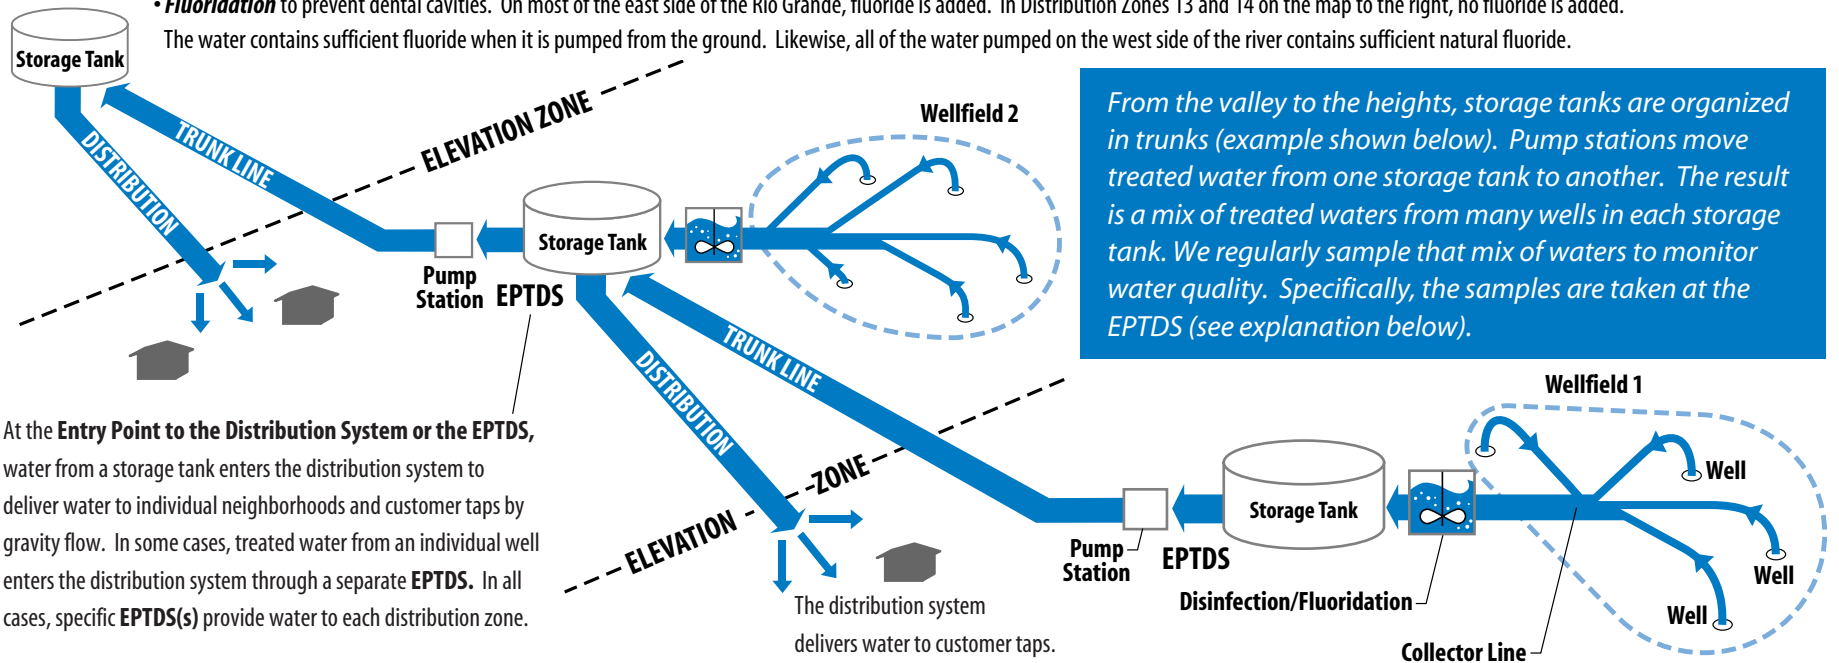 • Fluoridation to prevent dental cavities. On most of the east side of the Rio Grande, fluoride is added. In Distribution Zones 13 and 14 on the map to the right, no fluoride is added.
The water contains sufficient fluoride when it is pumped from the ground. Likewise, all of the water pumped on the west side of the river contains sufficient natural fluoride.
Storage Tank
DISTRIBUTION
TRUNK LINE
ELEVATION ZONE
Wellfield 2
Storage Tank
Pump
Station
EPTDS
From the valley to the heights, storage tanks are organized
in trunks (example shown below). Pump stations move
treated water from one storage tank to another. The result
is a mix of treated waters from many wells in each storage
tank. We regularly sample that mix of waters to monitor
water quality. Specifically, the samples are taken at the
EPTDS (see explanation below).
DISTRIBUTION
TRUNK LINE
ELEVATION ZONE
Wellfield 1
At the Entry Point to the Distribution System or the EPTDS,
water from a storage tank enters the distribution system to
deliver water to individual neighborhoods and customer taps by
gravity flow. In some cases, treated water from an individual well
enters the distribution system through a separate EPTDS. In all
cases, specific EPTDS(s) provide water to each distribution zone.
The distribution system
delivers water to customer taps.
Pump
Station
EPTDS
Storage Tank
Well
Well
Well
Disinfection/Fluoridation
Collector Line